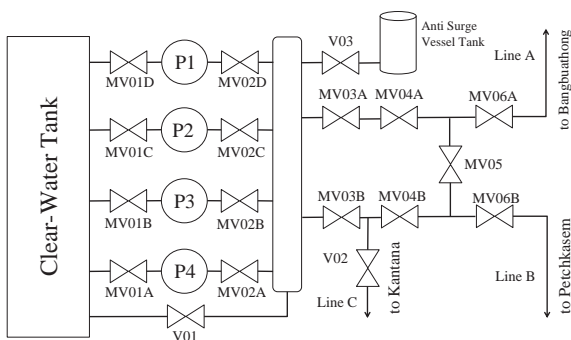 Clear-Water Tank
MV01D
P1
MV02D
MV01C
P2
MV02C
MV01B
P3
MV02B
MV01A
P4
MV02A
V01
V03
Anti Surge
Vessel Tank
Line A
to Bangbuathong
MV03A
MV04A
MV06A
MV05
MV03B
MV04B
MV06B
V02
Line C
to Kantana
Line B
to Petchkasem